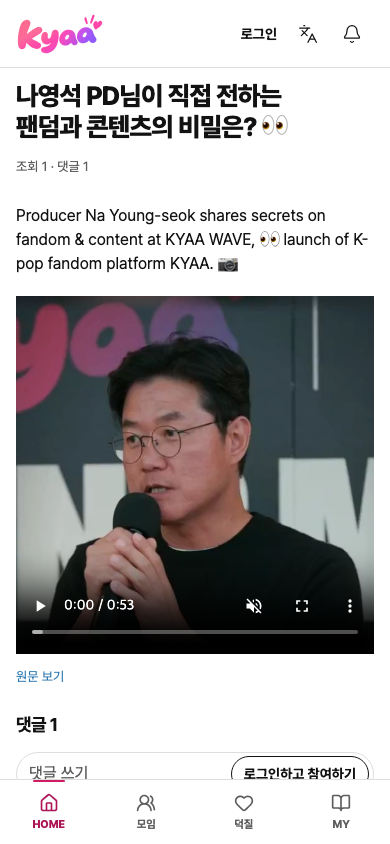 kyaa
로그인
나영석 PD님이 직접 전하는
팬덤과 콘텐츠의 비밀은? 👀
조회 1 · 댓글 1
Producer Na Young-seok shares secrets on
fandom & content at KYAA WAVE, 👀 launch of K-
pop fandom platform KYAA. 📷
0:00 / 0:53
원문 보기
댓글 1
댓글 쓰기
로그인하고 참여하기
HOME
모임
덕질
MY